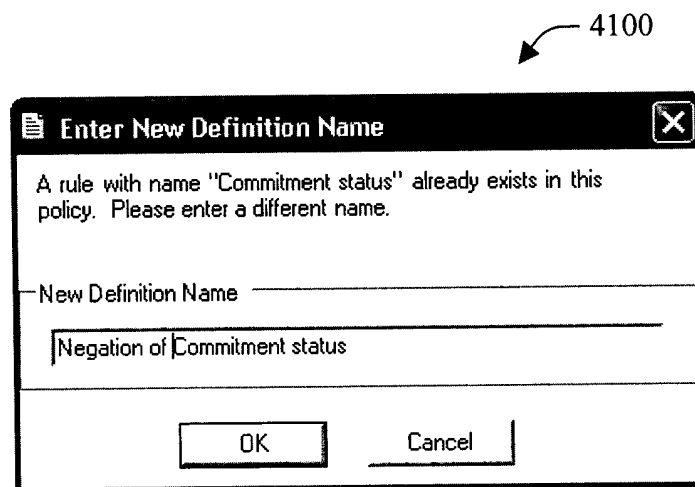 4100
Enter New Definition Name
A rule with name "Commitment status" already exists in this
policy. Please enter a different name.
New Definition Name
Negation of Commitment status
OK
Cancel